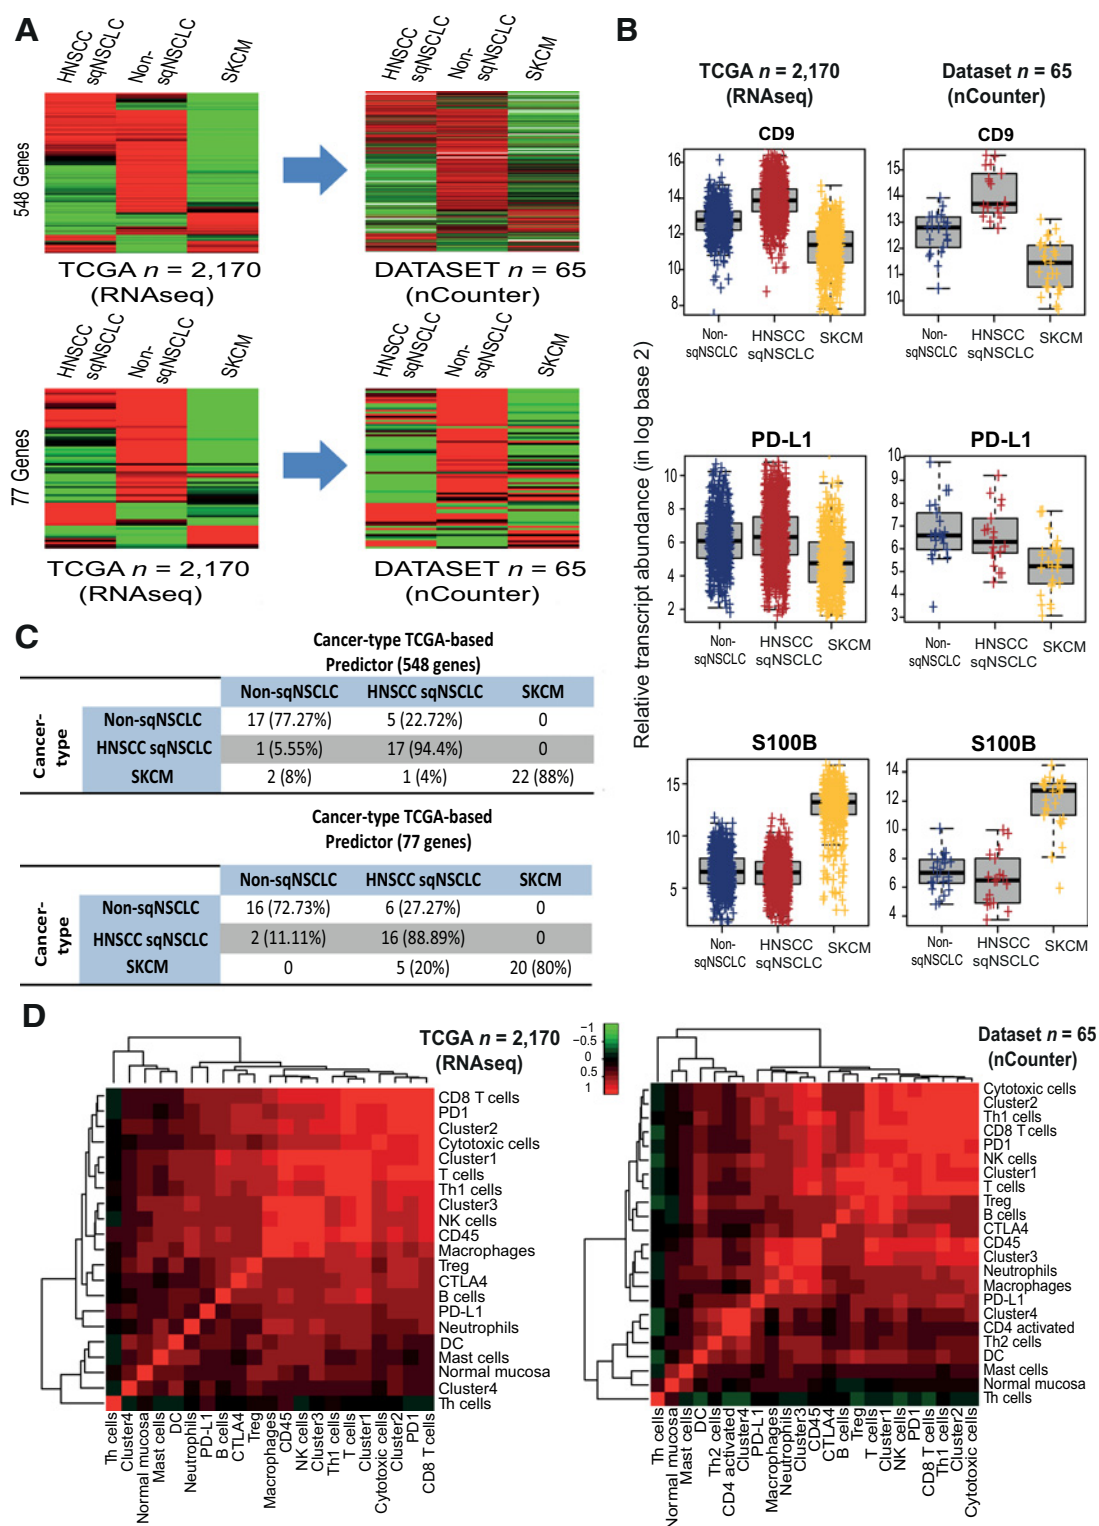 A
HNSCC
sqNSCLC
Non-
sqNSCLC
SKCM
HNSCC
sqNSCLC
Non-
sqNSCLC
SKCM
548 Genes
TCGA n = 2,170
(RNAseq)
DATASET n = 65
(nCounter)
HNSCC
sqNSCLC
Non-
sqNSCLC
SKCM
HNSCC
sqNSCLC
Non-
sqNSCLC
SKCM
77 Genes
TCGA n = 2,170
(RNAseq)
DATASET n = 65
(nCounter)
B
TCGA n = 2,170
(RNAseq)
Dataset n = 65
(nCounter)
Relative transcript abundance (in log base 2)
CD9
16
14
12
10
8
Non-
sqNSCLC
HNSCC
sqNSCLC
SKCM
CD9
15
14
13
12
11
10
Non-
sqNSCLC
HNSCC
sqNSCLC
SKCM
PD-L1
10
8
6
4
2
Non-
sqNSCLC
HNSCC
sqNSCLC
SKCM
PD-L1
10
9
8
7
6
5
4
3
Non-
sqNSCLC
HNSCC
sqNSCLC
SKCM
S100B
15
10
5
Non-
sqNSCLC
HNSCC
sqNSCLC
SKCM
S100B
14
12
10
8
6
4
Non-
sqNSCLC
HNSCC
sqNSCLC
SKCM
C
Cancer-type TCGA-based
Predictor (548 genes)
Non-sqNSCLC HNSCC sqNSCLC SKCM
Cancer-
type
Non-sqNSCLC 17 (77.27%) 5 (22.72%) 0
HNSCC sqNSCLC 1 (5.55%) 17 (94.4%) 0
SKCM 2 (8%) 1 (4%) 22 (88%)
Cancer-type TCGA-based
Predictor (77 genes)
Non-sqNSCLC HNSCC sqNSCLC SKCM
Cancer-
type
Non-sqNSCLC 16 (72.73%) 6 (27.27%) 0
HNSCC sqNSCLC 2 (11.11%) 16 (88.89%) 0
SKCM 0 5 (20%) 20 (80%)
D
TCGA n = 2,170
(RNAseq)
−1
−0.5
0
0.5
1
Dataset n = 65
(nCounter)
CD8 T cells
PD1
Cluster2
Cytotoxic cells
Cluster1
T cells
Th1 cells
Cluster3
NK cells
CD45
Macrophages
Treg
CTLA4
B cells
PD-L1
Neutrophils
DC
Mast cells
Normal mucosa
Cluster4
Th cells
Th cells
Cluster4
Normal mucosa
Mast cells
DC
Neutrophils
PD-L1
B cells
CTLA4
Treg
Macrophages
CD45
NK cells
Cluster3
Th1 cells
T cells
Cluster1
Cytotoxic cells
Cluster2
PD1
CD8 T cells
Cytotoxic cells
Cluster2
Th1 cells
CD8 T cells
PD1
NK cells
Cluster1
T cells
Treg
B cells
CTLA4
CD45
Cluster3
Neutrophils
Macrophages
PD-L1
Cluster4
CD4 activated
Th2 cells
DC
Mast cells
Normal mucosa
Th cells
Th cells
Normal mucosa
Mast cells
DC
Th2 cells
CD4 activated
Cluster4
PD-L1
Macrophages
Neutrophils
Cluster3
CD45
CTLA4
B cells
Treg
T cells
Cluster1
NK cells
PD1
CD8 T cells
Th1 cells
Cluster2
Cytotoxic cells